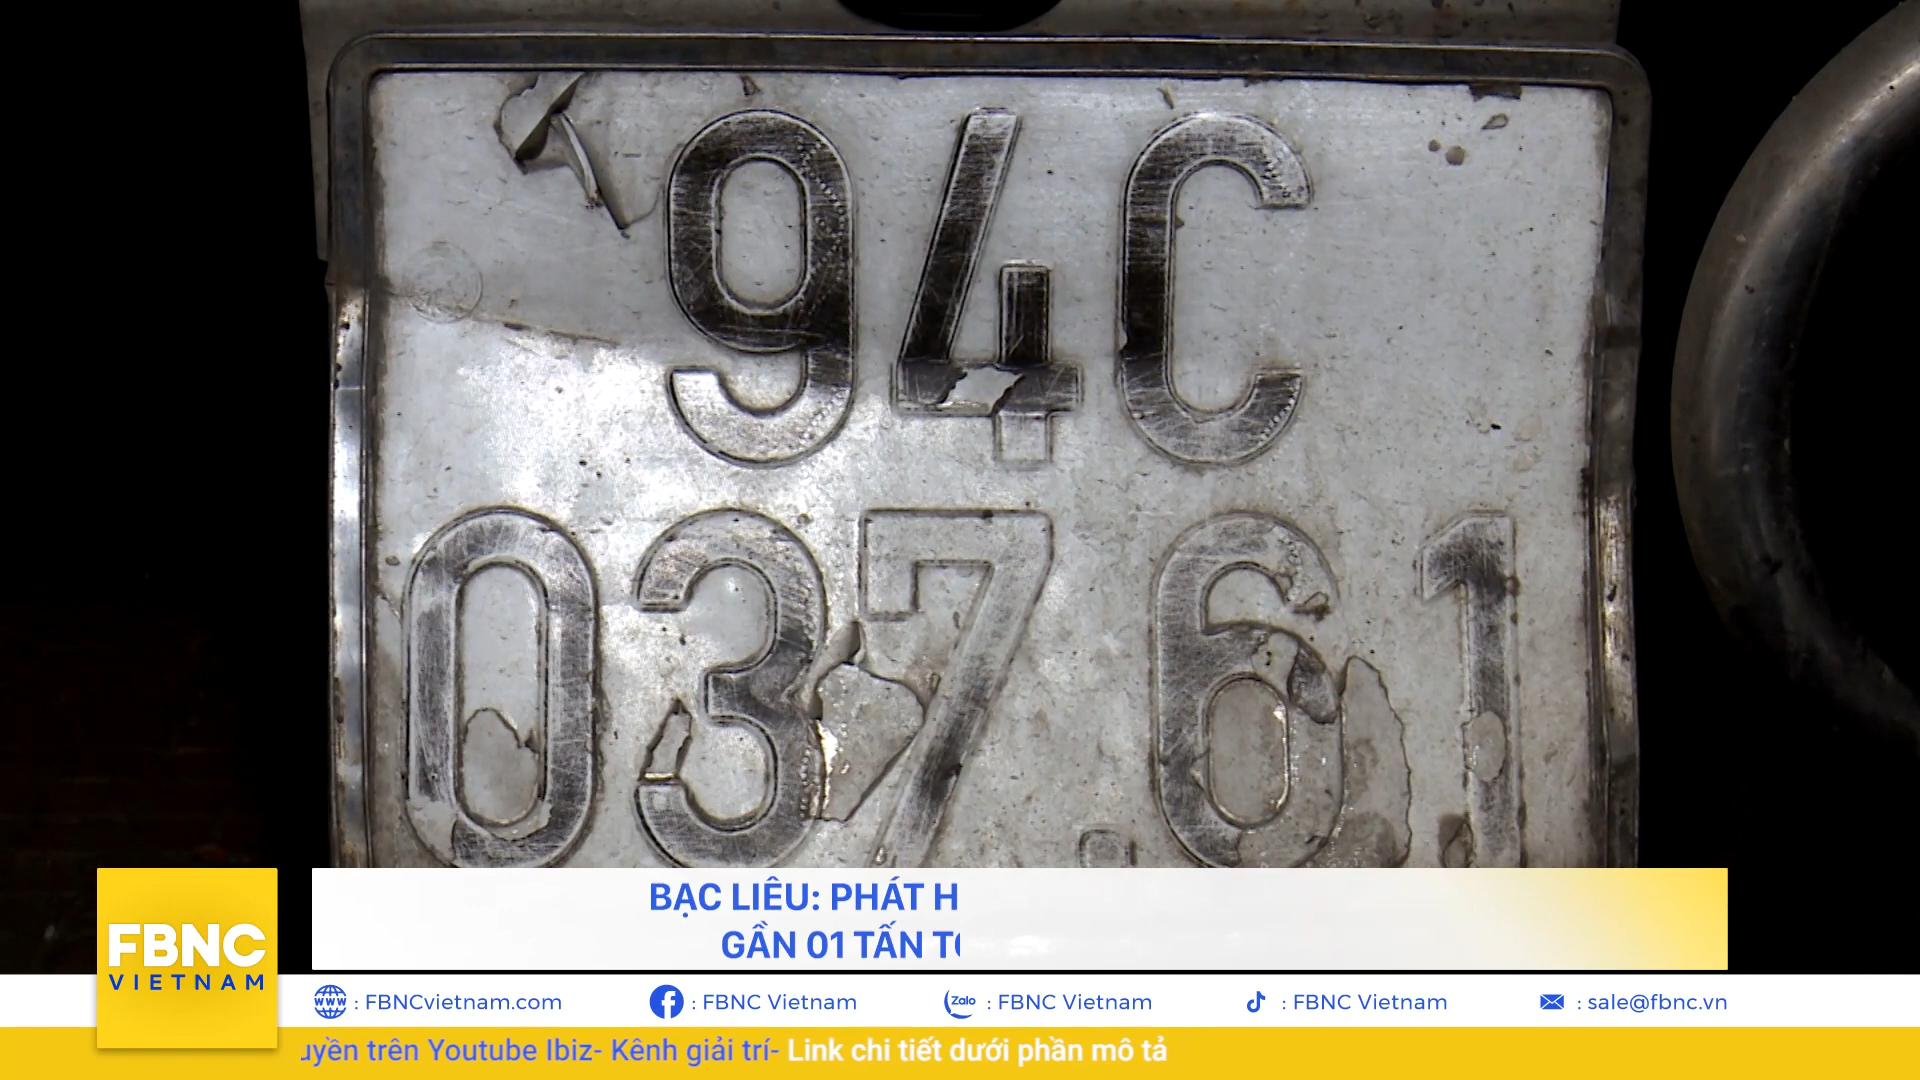 94C
037.61
BẠC LIÊU: PHÁT H
GẦN 01 TẤN
FBNC
VIETNAM
www : FBNCvietnam.com
: FBNC Vietnam
Zalo : FBNC Vietnam
: FBNC Vietnam
: sale@fbnc.vn
uyền trên Youtube Ibiz- Kênh giải trí- Link chi tiết dưới phần mô tả